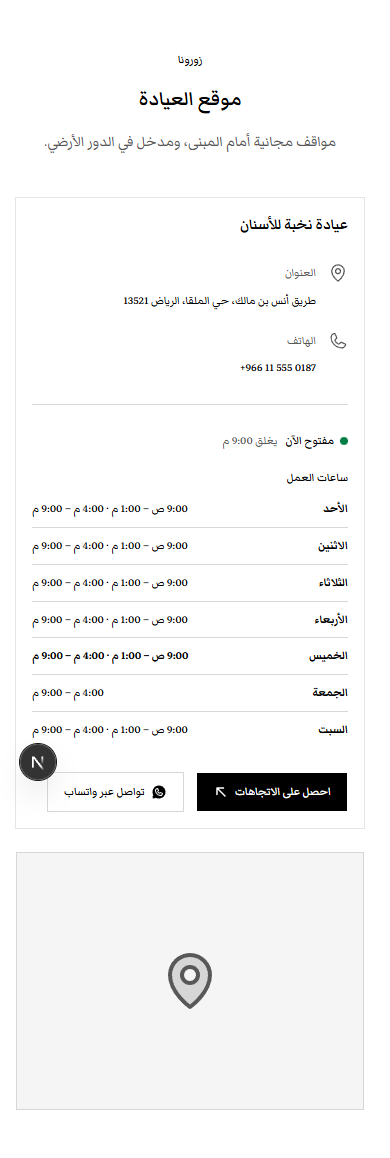 زورونا
موقع العيادة
مواقف مجانية أمام المبنى، ومدخل في الدور الأرضي.
عيادة نخبة للأسنان
العنوان
طريق أنس بن مالك، حي الملقا، الرياض 13521
الهاتف
+966 11 555 0187
مفتوح الآن يغلق 9:00 م
ساعات العمل
الأحد 9:00 ص – 1:00 م · 4:00 م – 9:00 م
الاثنين 9:00 ص – 1:00 م · 4:00 م – 9:00 م
الثلاثاء 9:00 ص – 1:00 م · 4:00 م – 9:00 م
الأربعاء 9:00 ص – 1:00 م · 4:00 م – 9:00 م
الخميس 9:00 ص – 1:00 م · 4:00 م – 9:00 م
الجمعة 4:00 م – 9:00 م
السبت 9:00 ص – 1:00 م · 4:00 م – 9:00 م
احصل على الاتجاهات
تواصل عبر واتساب
N